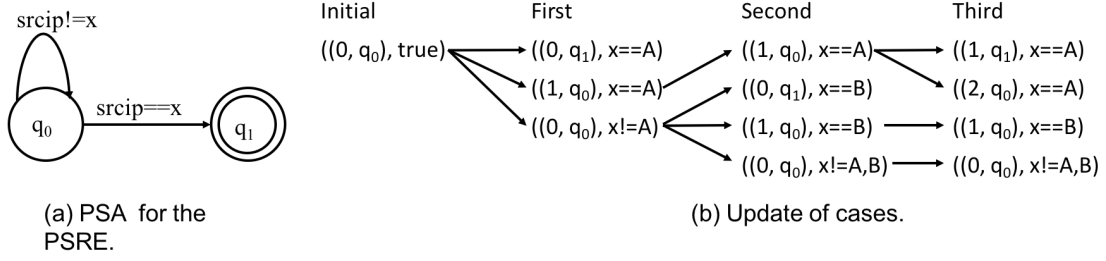 srcip!=x
q0
srcip==x
q1
(a) PSA for the
PSRE.
Initial First Second Third
((0, q0), true) ((0, q1), x==A) ((1, q0), x==A) ((1, q1), x==A)
((1, q0), x==A) ((0, q1), x==B) ((2, q0), x==A)
((0, q0), x!=A) ((1, q0), x==B) ((1, q0), x==B)
((0, q0), x!=A,B) ((0, q0), x!=A,B)
(b) Update of cases.